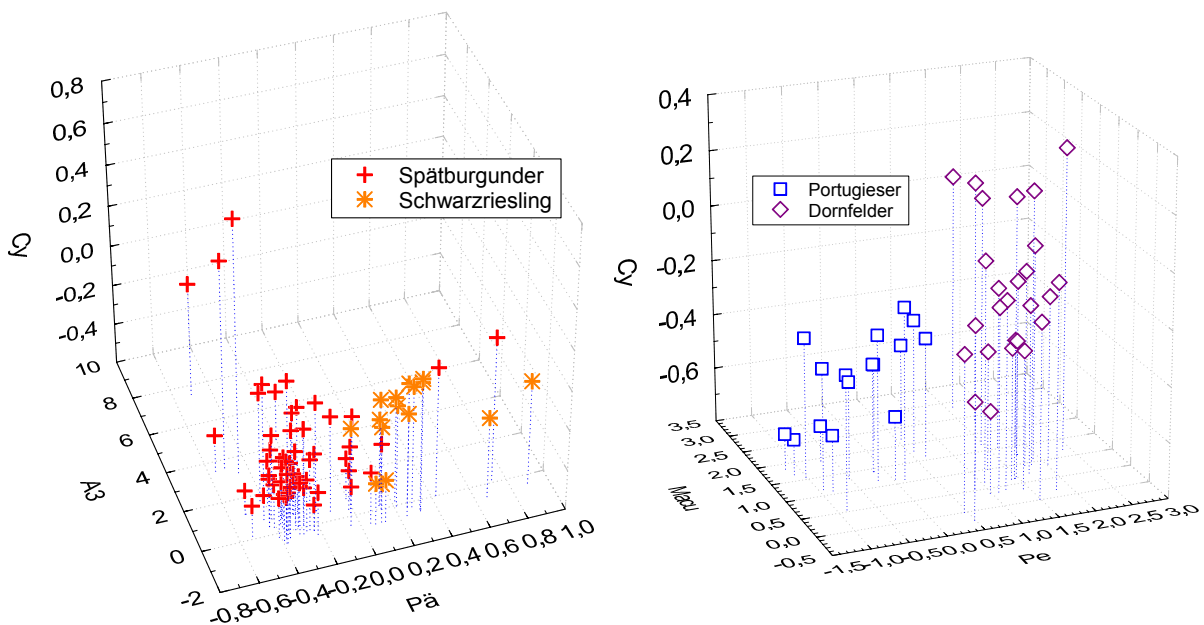 0,8
0,6
0,4
0,2
0,0
-0,2
-0,4
Cy
10
8
6
4
2
0
-2
A3
-0,8 -0,6 -0,4 -0,2 0,0 0,2 0,4 0,6 0,8 1,0
Pä
Spätburgunder
Schwarzriesling
0,4
0,2
0,0
-0,2
-0,4
-0,6
Cy
3,5
3,0
2,5
2,0
1,5
1,0
0,5
0,0
-0,5
Macu
-1,5 -1,0 -0,5 0,0 0,5 1,0 1,5 2,0 2,5 3,0
Pe
Portugieser
Dornfelder